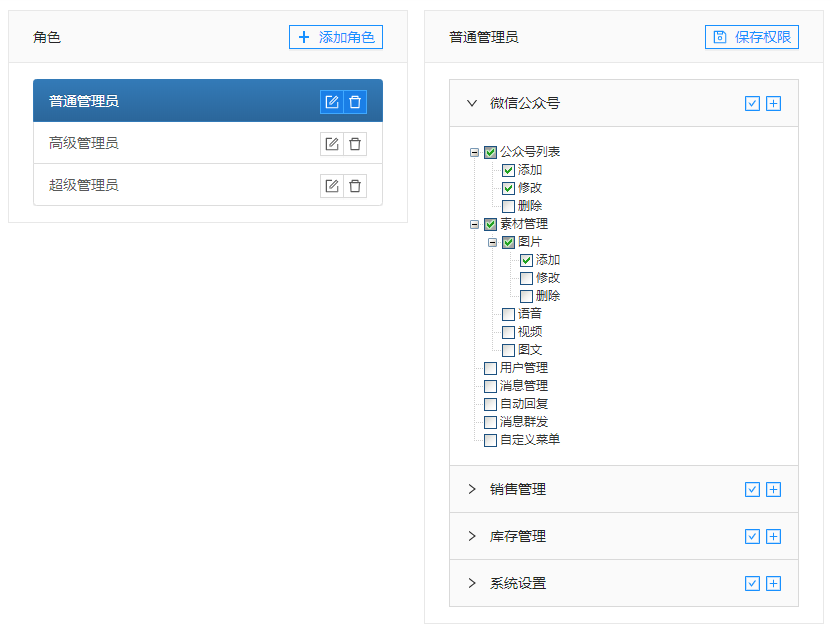 角色
添加角色
普通管理员
高级管理员
超级管理员
普通管理员
保存权限
微信公众号
公众号列表
添加
修改
删除
素材管理
图片
添加
修改
删除
语音
视频
图文
用户管理
消息管理
自动回复
消息群发
自定义菜单
销售管理
库存管理
系统设置